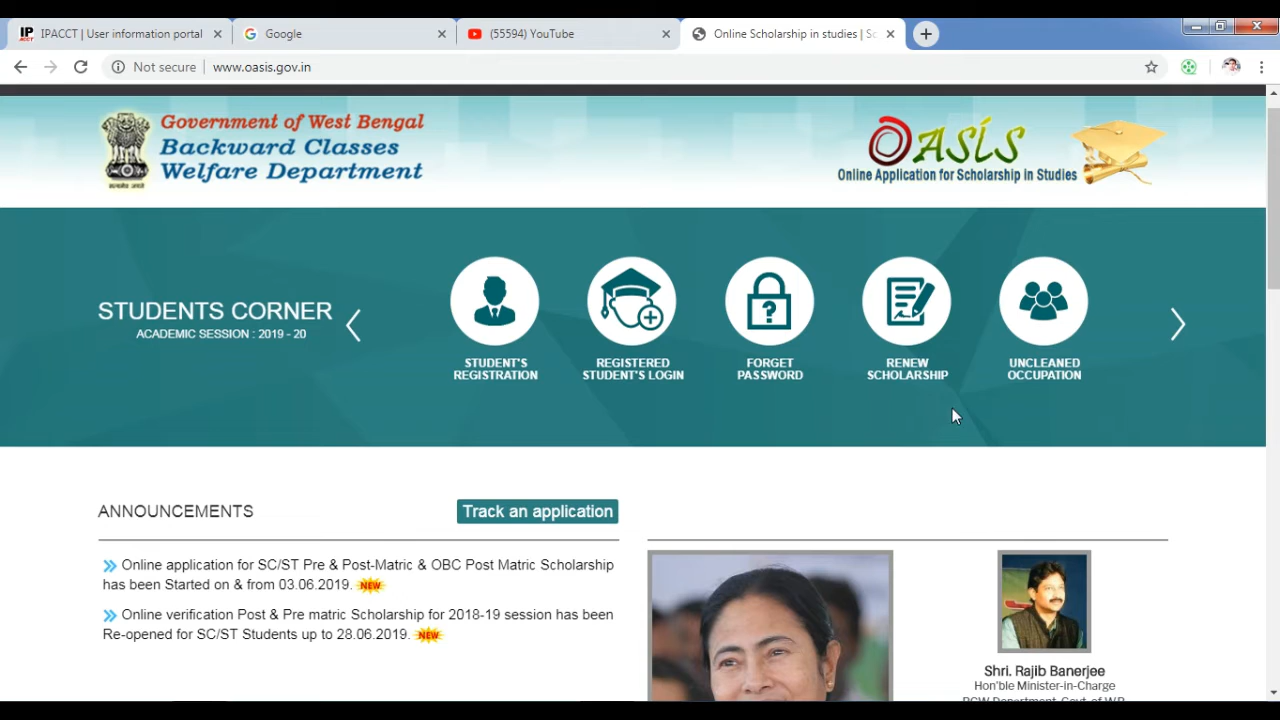 IPACCT | User information portal
Google
(55594) YouTube
Online Scholarship in studies | Sc
Not secure
www.oasis.gov.in
Government of West Bengal
Backward Classes
Welfare Department
सत्यमेव जयते
OASIS
Online Application for Scholarship in Studies
STUDENTS CORNER
ACADEMIC SESSION : 2019 - 20
STUDENT'S
REGISTRATION
REGISTERED
STUDENT'S LOGIN
FORGET
PASSWORD
RENEW
SCHOLARSHIP
UNCLEANED
OCCUPATION
ANNOUNCEMENTS
Track an application
Online application for SC/ST Pre & Post-Matric & OBC Post Matric Scholarship
has been Started on & from 03.06.2019. NEW
Online verification Post & Pre matric Scholarship for 2018-19 session has been
Re-opened for SC/ST Students up to 28.06.2019. NEW
Shri. Rajib Banerjee
Hon'ble Minister-in-Charge